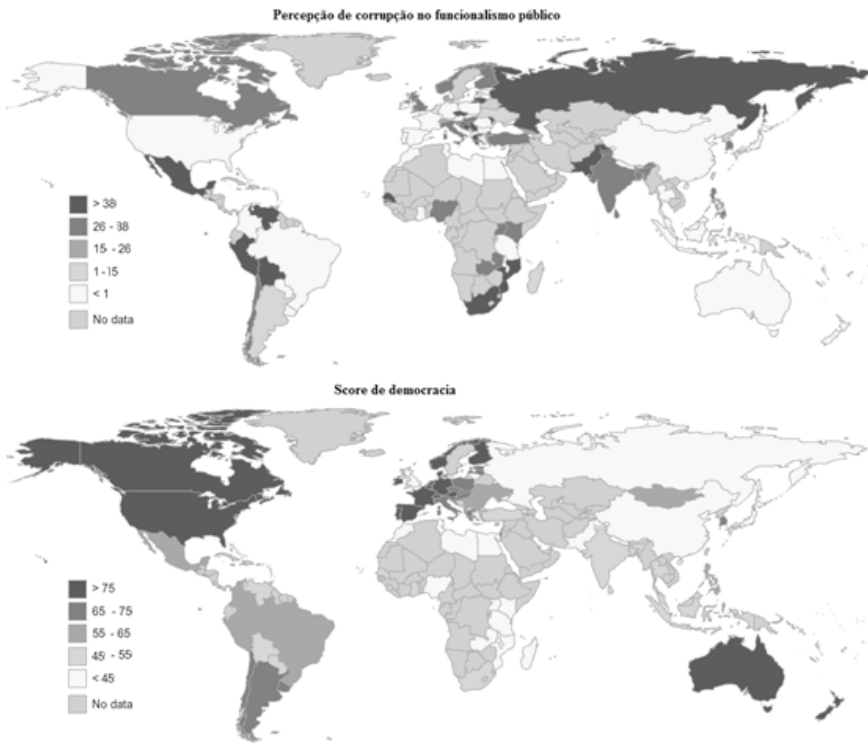 Percepção de corrupção no funcionalismo público
> 38
26 - 38
15 - 26
1 - 15
< 1
No data
Score de democracia
> 75
65 - 75
55 - 65
45 - 55
< 45
No data